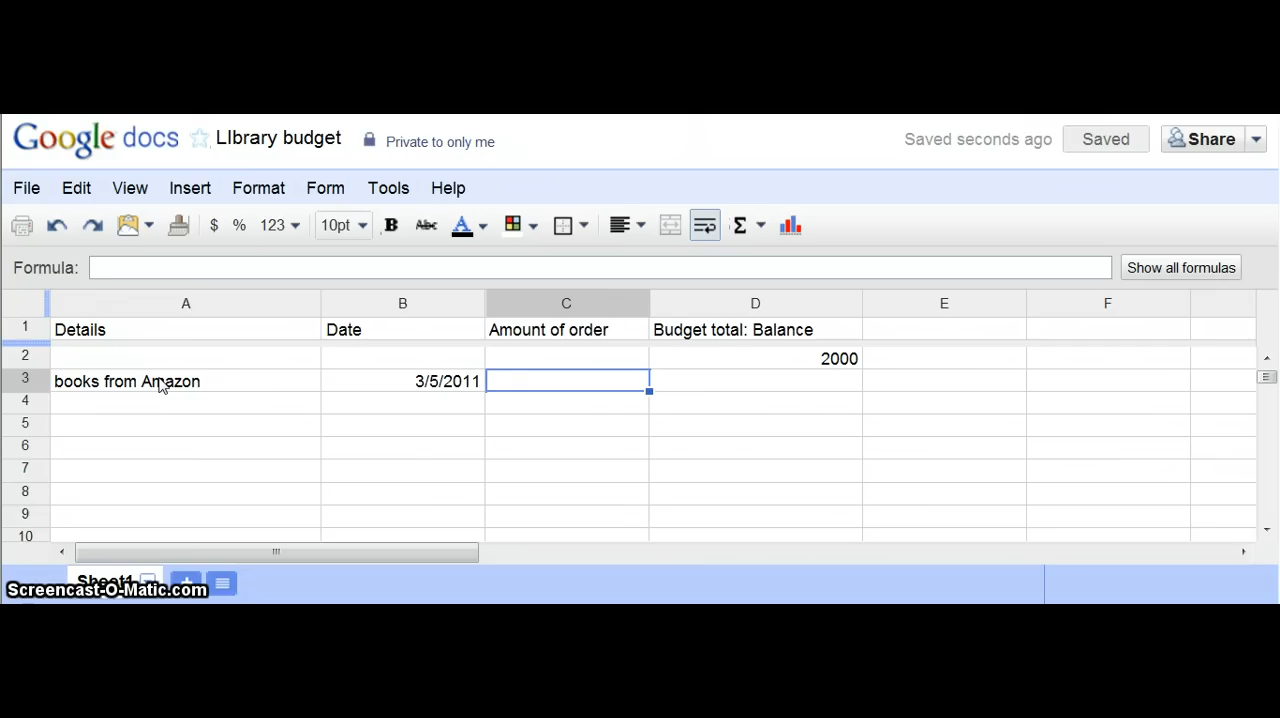 Google docs LIbrary budget Private to only me Saved seconds ago Saved Share
File Edit View Insert Format Form Tools Help
$ % 123 10pt B Abc A Σ
Formula: Show all formulas
A B C D E F
1 Details Date Amount of order Budget total: Balance
2 2000
3 books from Amazon 3/5/2011
4
5
6
7
8
9
10
Sheet1
Screencast-O-Matic.com